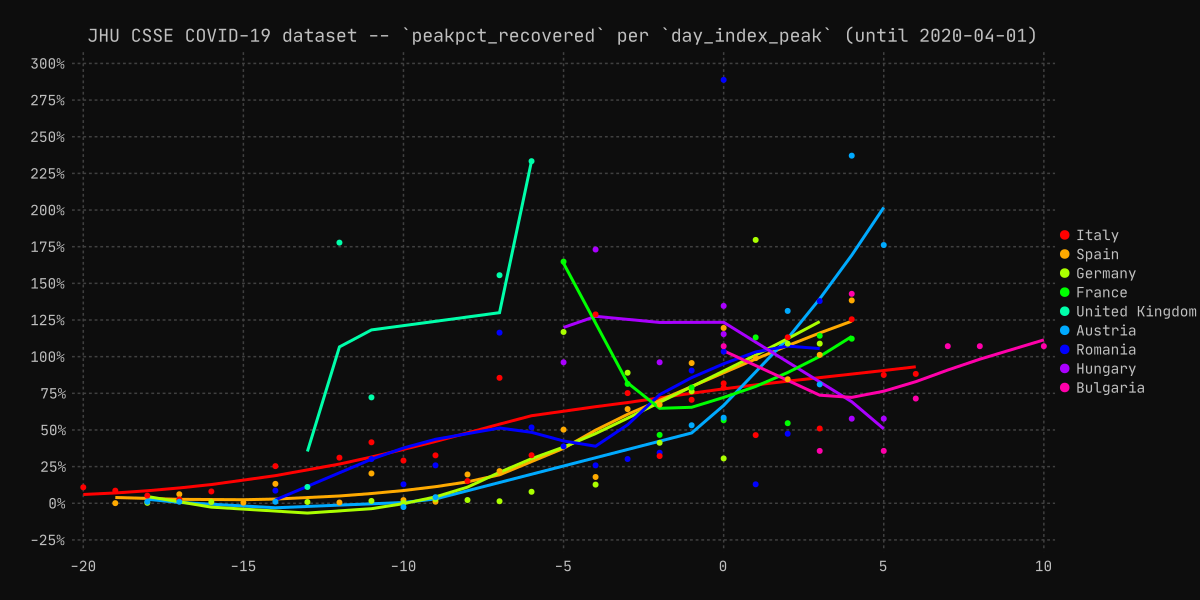 JHU CSSE COVID-19 dataset -- `peakpct_recovered` per `day_index_peak` (until 2020-04-01)
300%
275%
250%
225%
200%
175%
150%
125%
100%
75%
50%
25%
0%
-25%
-20 -15 -10 -5 0 5 10
Italy
Spain
Germany
France
United Kingdom
Austria
Romania
Hungary
Bulgaria